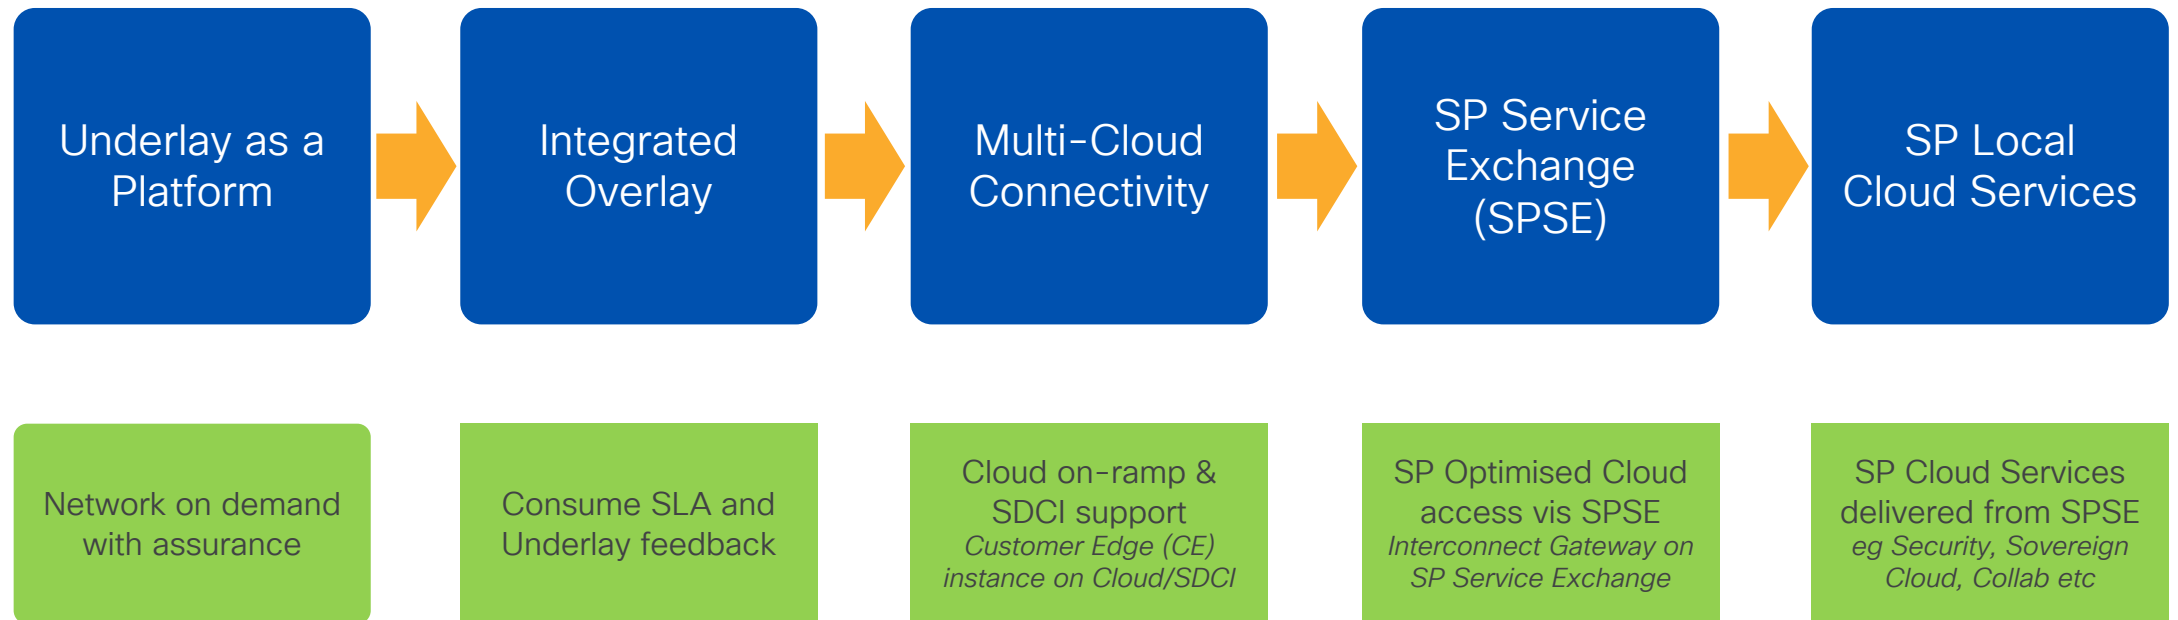 Underlay as a
Platform
Integrated
Overlay
Multi-Cloud
Connectivity
SP Service
Exchange
(SPSE)
SP Local
Cloud Services
Network on demand
with assurance
Consume SLA and
Underlay feedback
Cloud on-ramp &
SDCI support
Customer Edge (CE)
instance on Cloud/SDCI
SP Optimised Cloud
access vis SPSE
Interconnect Gateway on
SP Service Exchange
SP Cloud Services
delivered from SPSE
eg Security, Sovereign
Cloud, Collab etc